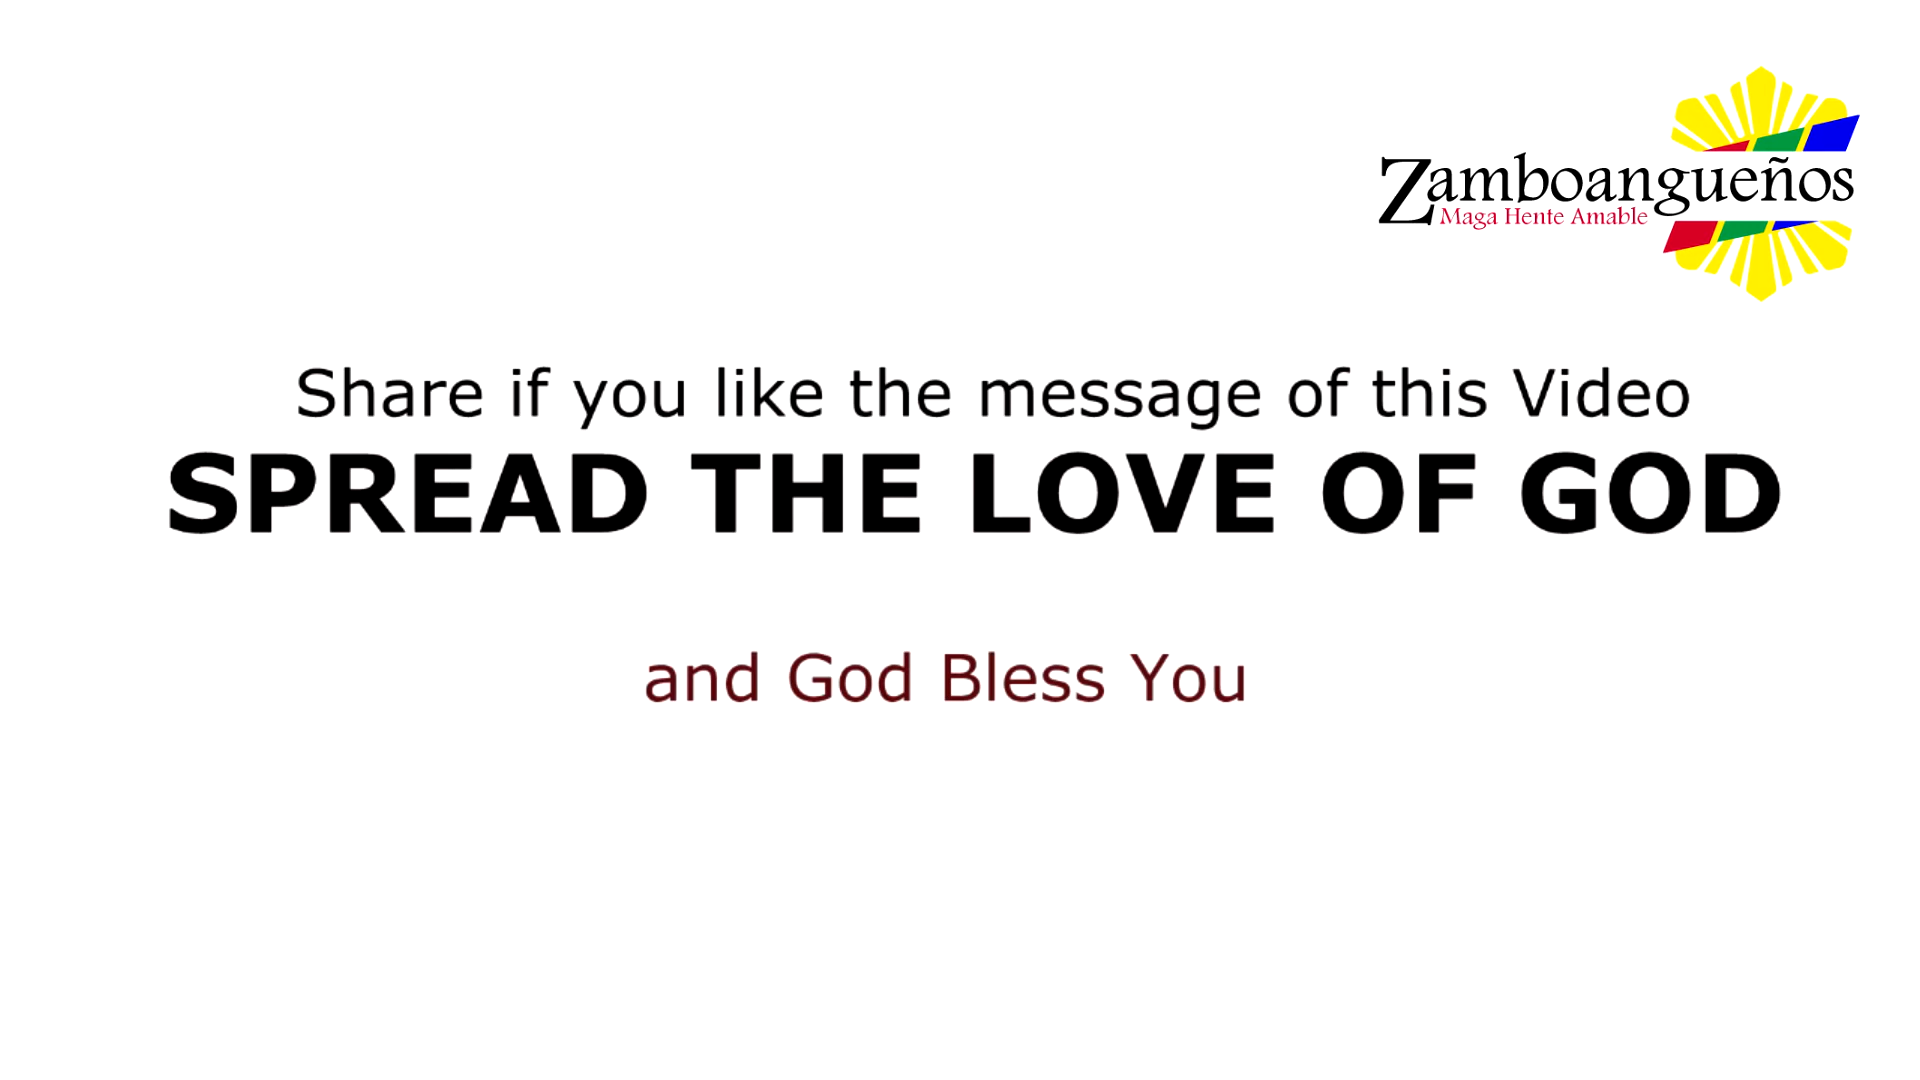 Zamboangueños
Maga Hente Amable
Share if you like the message of this Video
SPREAD THE LOVE OF GOD
and God Bless You